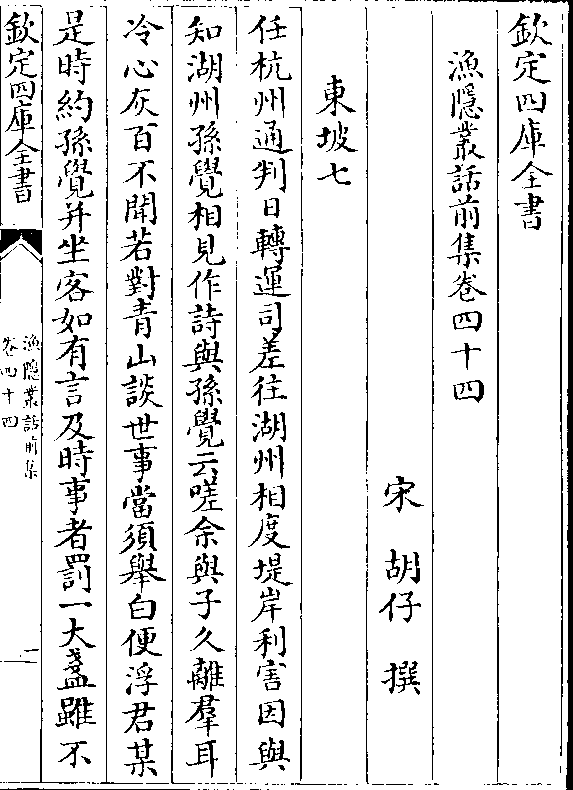 欽定四庫全書
漁隱叢話前集卷四十四
宋 胡仔 撰
東坡七
任杭州通判日轉運司差往湖州相度堤岸利害因與
知湖州孫覺相見作詩與孫覺云嗟余與子久離羣耳
冷心灰百不聞若對青山談世事當須舉白便浮君某
是時約孫覺并坐客如有言及時事者罰一大盞雖不
欽定四庫全書
漁隱叢話前集
卷四十四
一